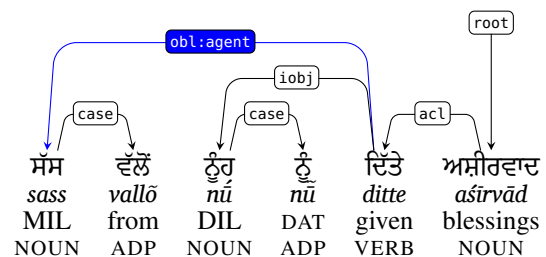 root
obl:agent
iobj
case case acl
ਸੱਸ ਵੱਲੋਂ ਨੂੰਹ ਨੂੰ ਦਿੱਤੇ ਅਸ਼ੀਰਵਾਦ
sass vallõ nū́ nū̃ ditte aśīrvād
MIL from DIL DAT given blessings
NOUN ADP NOUN ADP VERB NOUN